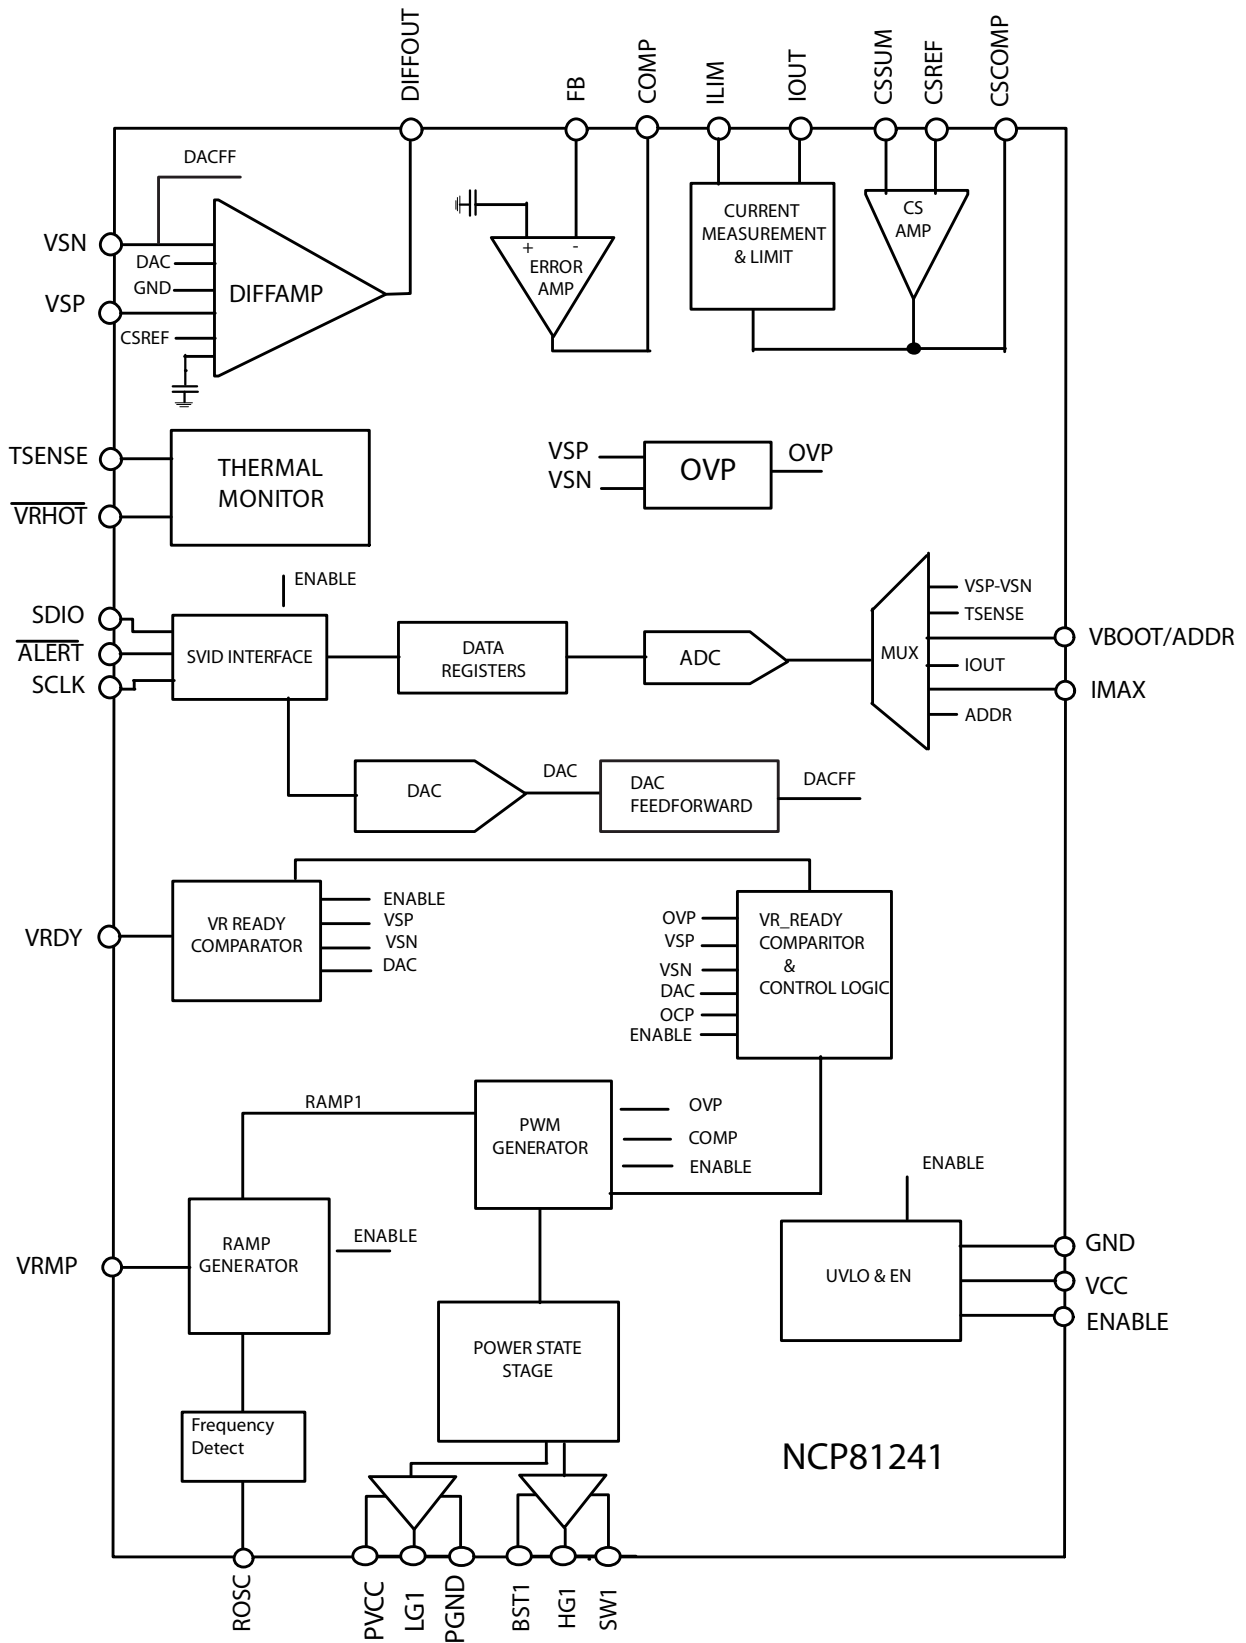 DIFFOUT
FB
COMP
ILIM
IOUT
CSSUM
CSREF
CSCOMP
DACFF
VSN
DAC
GND
VSP
CSREF
DIFFAMP
+ -
ERROR
AMP
CURRENT
MEASUREMENT
& LIMIT
CS
AMP
TSENSE
VRHOT
THERMAL
MONITOR
VSP
VSN
OVP
OVP
ENABLE
SDIO
ALERT
SCLK
SVID INTERFACE
DATA
REGISTERS
ADC
MUX
VSP-VSN
TSENSE
IOUT
ADDR
VBOOT/ADDR
IMAX
DAC
DAC
DAC
FEEDFORWARD
DACFF
VRDY
VR READY
COMPARATOR
ENABLE
VSP
VSN
DAC
OVP
VSP
VSN
DAC
OCP
ENABLE
VR_READY
COMPARITOR
&
CONTROL LOGIC
RAMP1
PWM
GENERATOR
OVP
COMP
ENABLE
VRMP
RAMP
GENERATOR
ENABLE
ENABLE
UVLO & EN
GND
VCC
ENABLE
POWER STATE
STAGE
Frequency
Detect
NCP81241
ROSC
PVCC
LG1
PGND
BST1
HG1
SW1